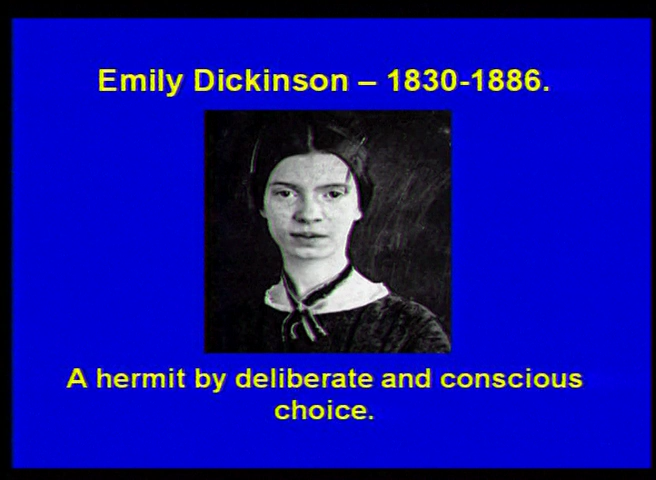 Emily Dickinson – 1830-1886.
A hermit by deliberate and conscious
choice.